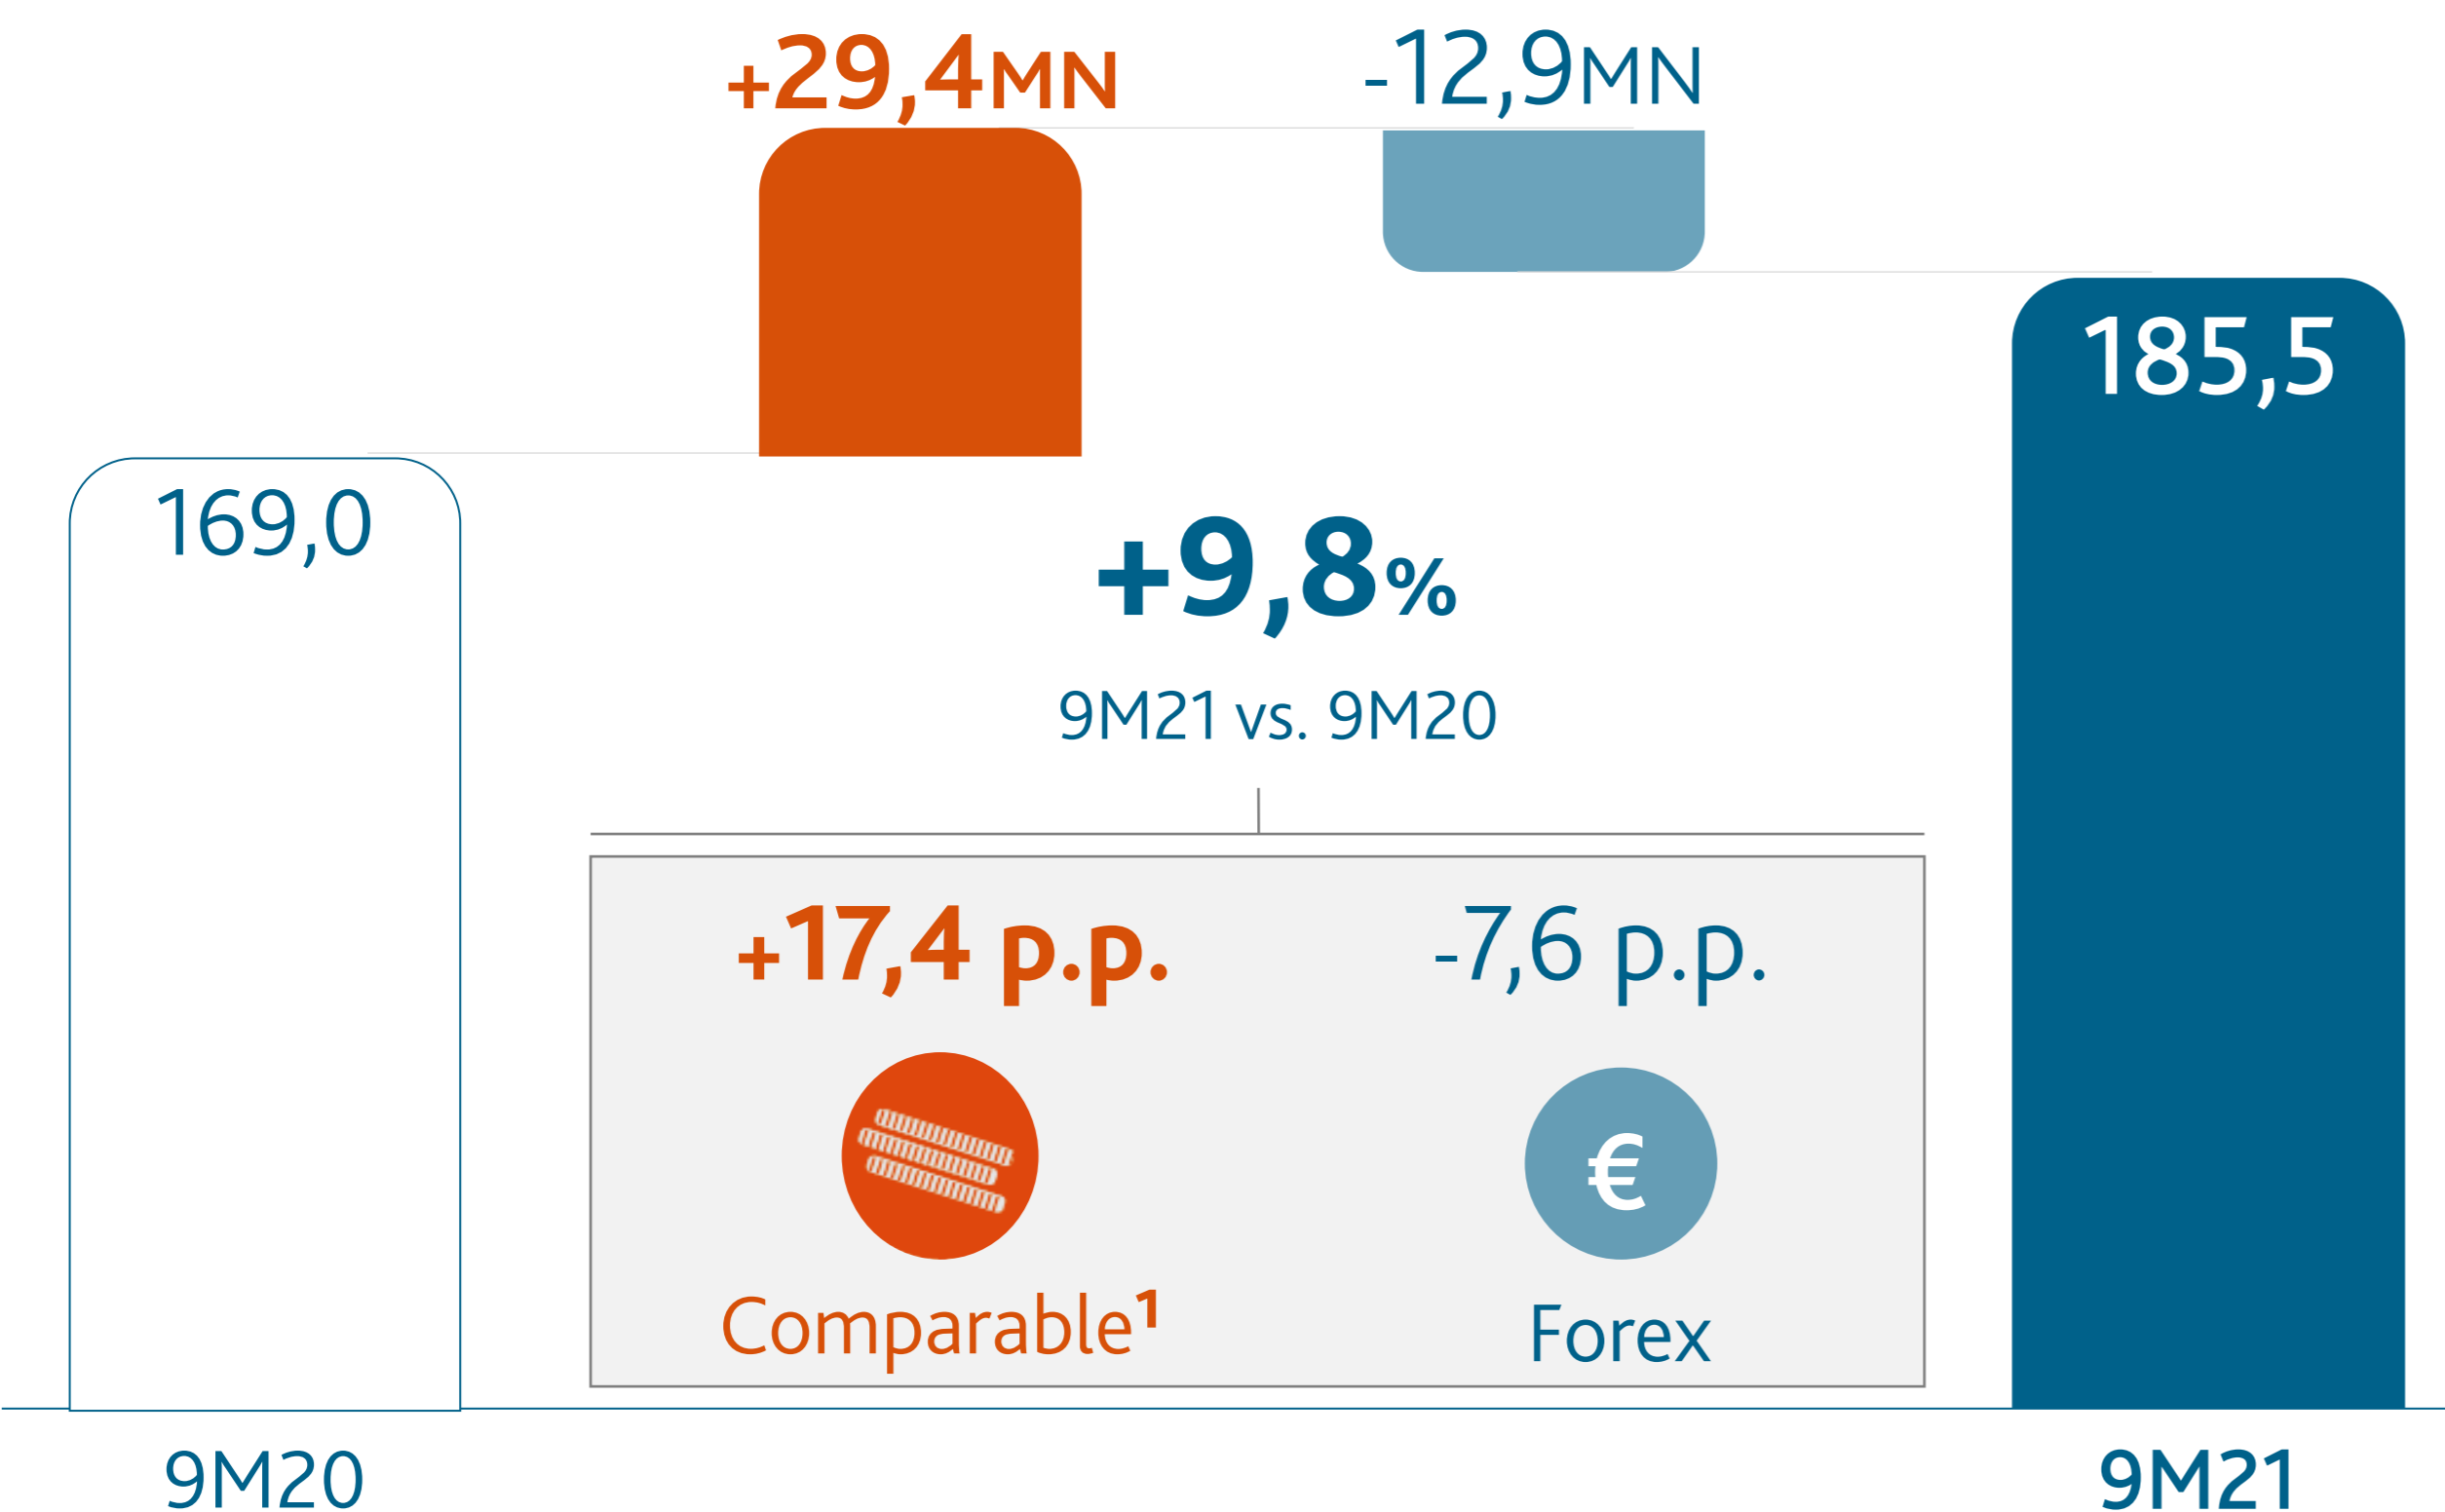 +29,4MN
-12,9MN
185,5
169,0
+9,8%
9M21 vs. 9M20
+17,4 p.p.
-7,6 p.p.
€
Comparable¹
Forex
9M20
9M21